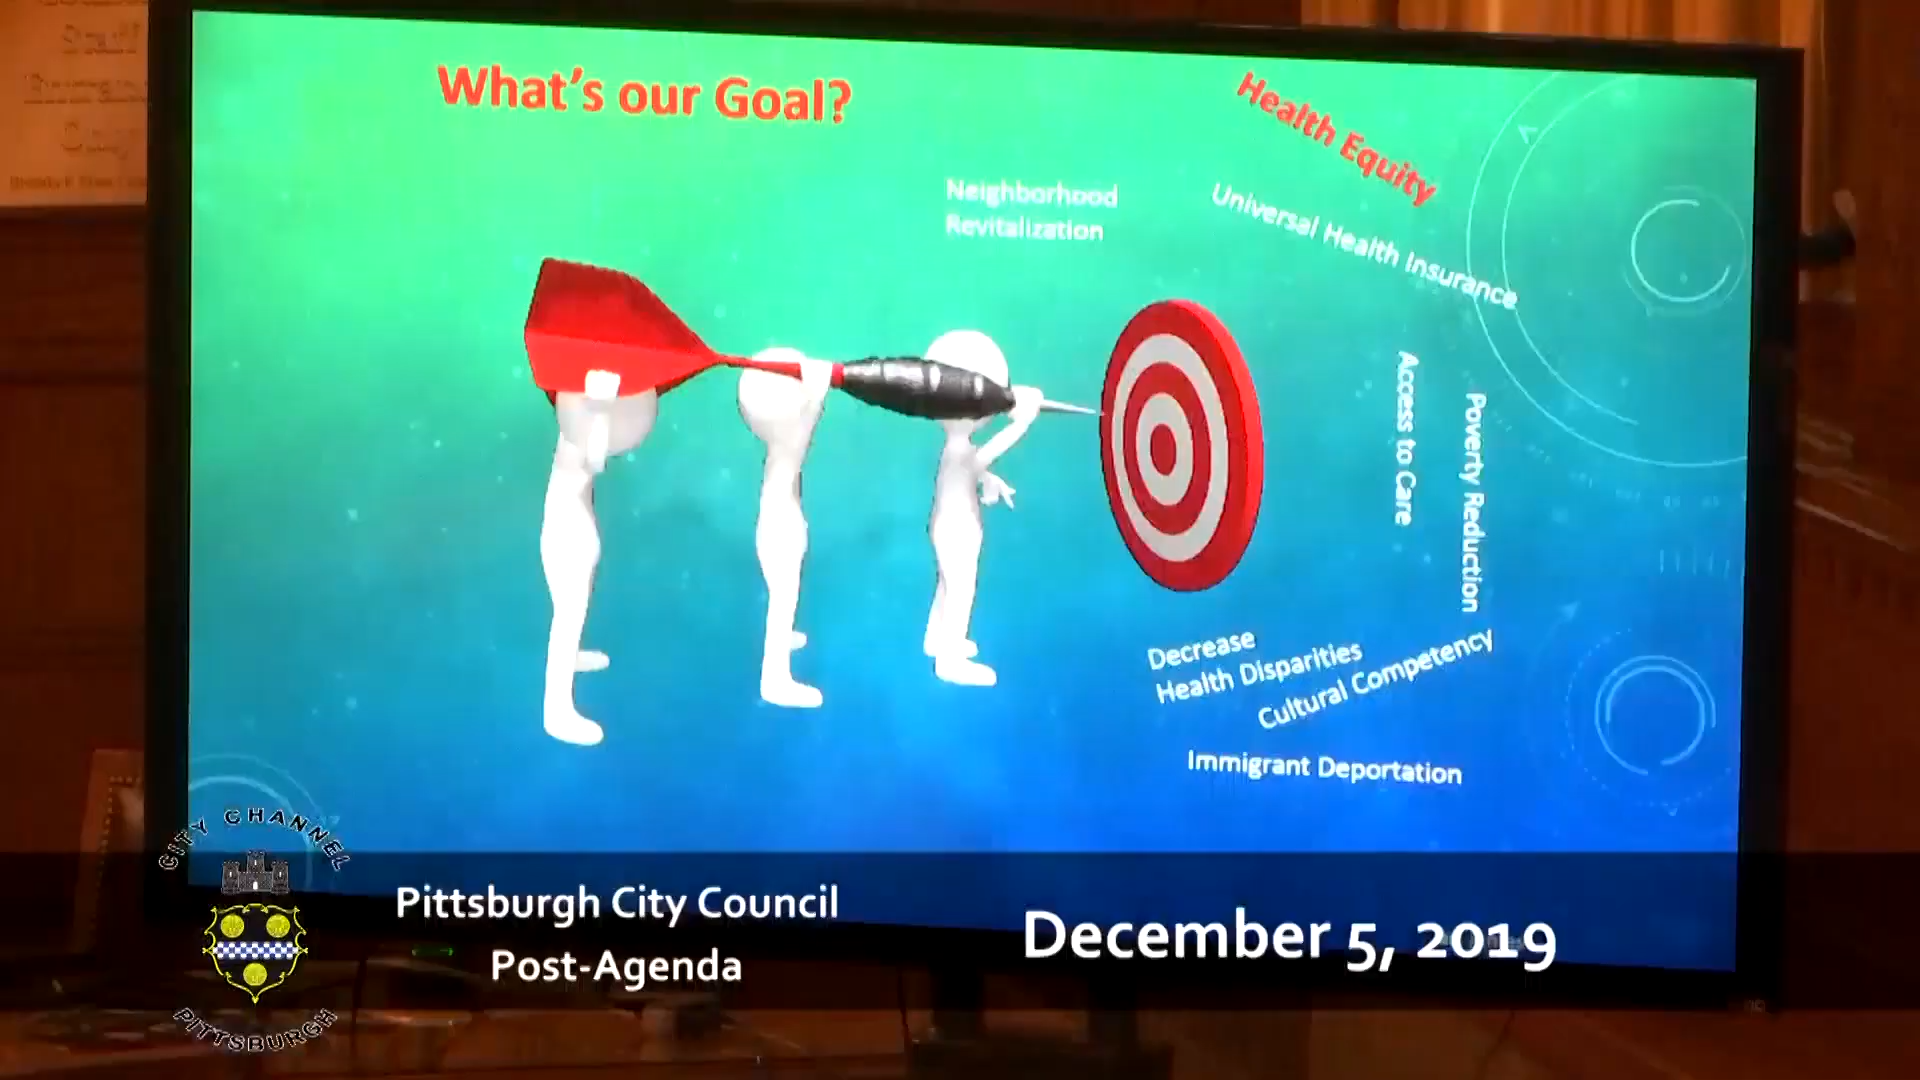 What's our Goal?
Health Equity
Neighborhood
Revitalization
Universal Health Insurance
Access to Care
Poverty Reduction
Decrease
Health Disparities
Cultural Competency
Immigrant Deportation
CITY CHANNEL
PITTSBURGH
Pittsburgh City Council
Post-Agenda
December 5, 2019